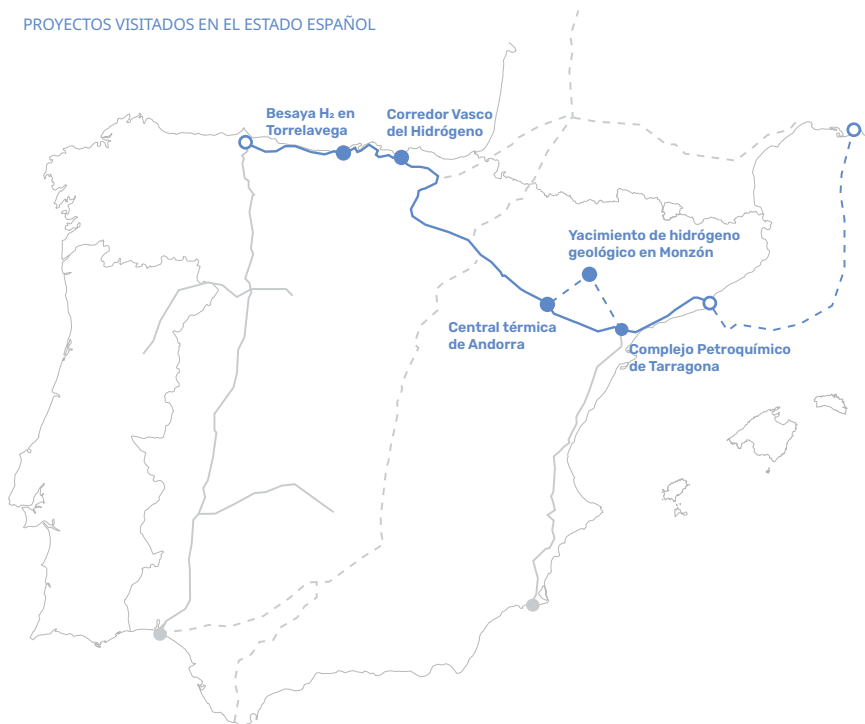 PROYECTOS VISITADOS EN EL ESTADO ESPAÑOL
Besaya H₂ en
Torrelavega
Corredor Vasco
del Hidrógeno
Yacimiento de hidrógeno
geológico en Monzón
Central térmica
de Andorra
Complejo Petroquímico
de Tarragona